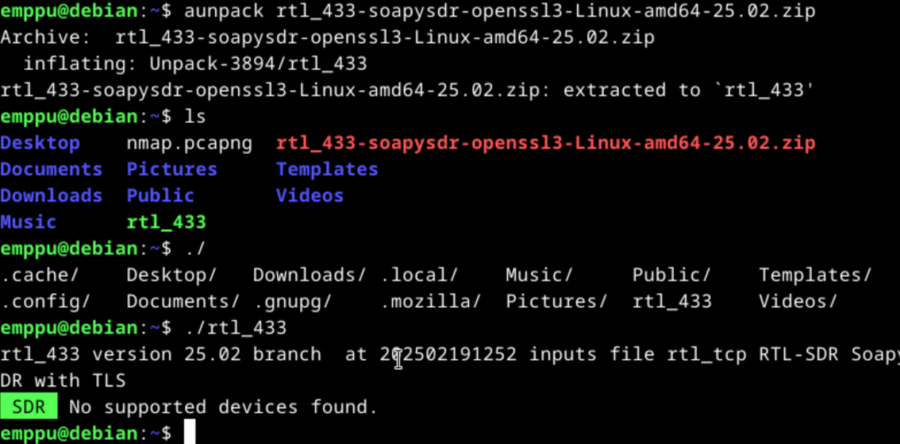 emppu@debian:~$ aunpack rtl_433-soapysdr-openssl3-Linux-amd64-25.02.zip
Archive:  rtl_433-soapysdr-openssl3-Linux-amd64-25.02.zip
  inflating: Unpack-3894/rtl_433
rtl_433-soapysdr-openssl3-Linux-amd64-25.02.zip: extracted to `rtl_433'
emppu@debian:~$ ls
Desktop    nmap.pcapng  rtl_433-soapysdr-openssl3-Linux-amd64-25.02.zip
Documents  Pictures     Templates
Downloads  Public       Videos
Music      rtl_433
emppu@debian:~$ ./
.cache/    Desktop/   Downloads/ .local/    Music/     Public/    Templates/
.config/   Documents/ .gnupg/    .mozilla/  Pictures/  rtl_433    Videos/
emppu@debian:~$ ./rtl_433
rtl_433 version 25.02 branch  at 202502191252 inputs file rtl_tcp RTL-SDR Soapy
DR with TLS
SDR  No supported devices found.
emppu@debian:~$